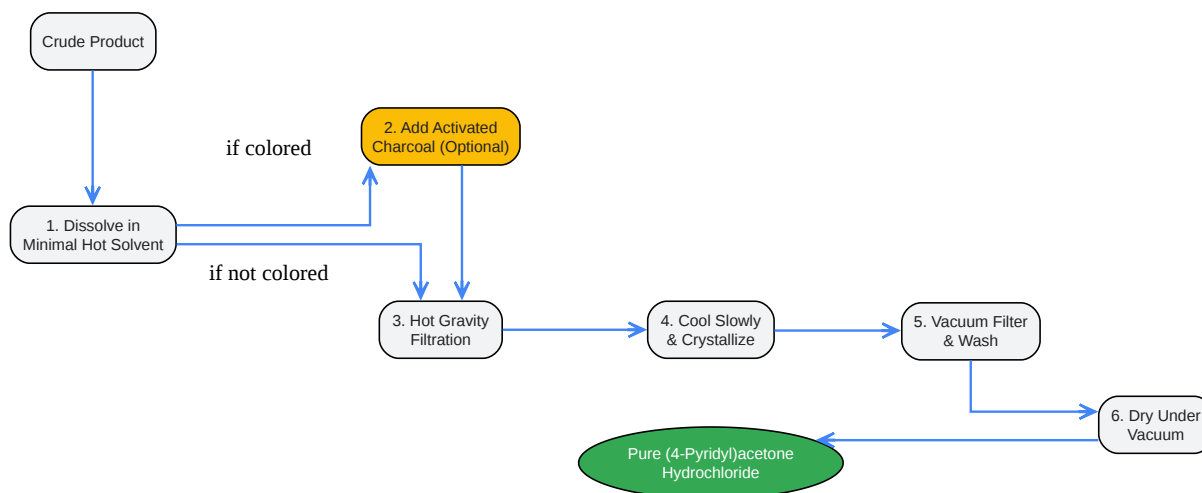 Crude Product
2. Add Activated
Charcoal (Optional)
if colored
1. Dissolve in
Minimal Hot Solvent
if not colored
3. Hot Gravity
Filtration
4. Cool Slowly
& Crystallize
5. Vacuum Filter
& Wash
6. Dry Under
Vacuum
Pure (4-Pyridyl)acetone
Hydrochloride